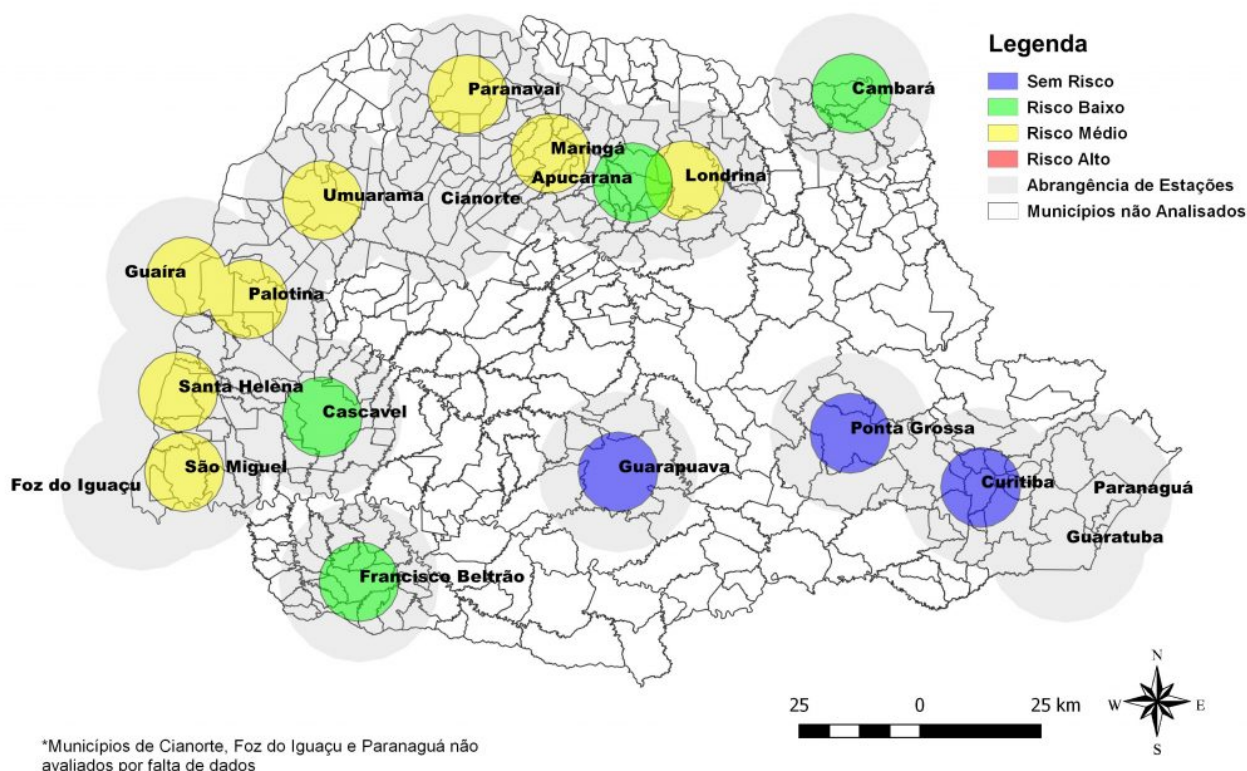 Legenda
Sem Risco
Risco Baixo
Risco Médio
Risco Alto
Abrangência de Estações
Municípios não Analisados
Paranavaí
Cambará
Maringá
Apucarana
Londrina
Umuarama
Cianorte
Guaíra
Palotina
Santa Helena
Cascavel
São Miguel
Foz do Iguaçu
Guarapuava
Ponta Grossa
Curitiba
Paranaguá
Guaratuba
Francisco Beltrão
25 0 25 km
N
W E
S
*Municípios de Cianorte, Foz do Iguaçu e Paranaguá não
avaliados por falta de dados